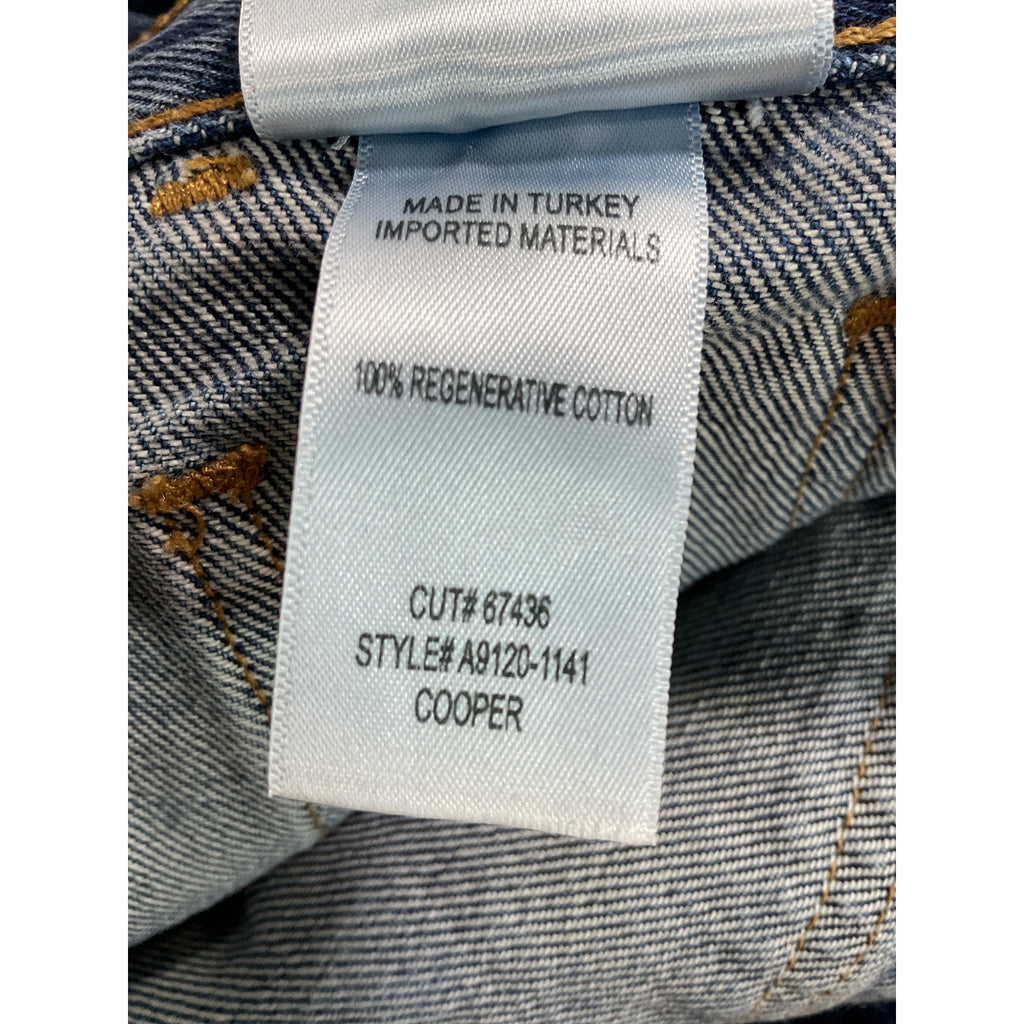 MADE IN TURKEY
IMPORTED MATERIALS
100% REGENERATIVE COTTON
CUT# 67436
STYLE# A9120-1141
COOPER